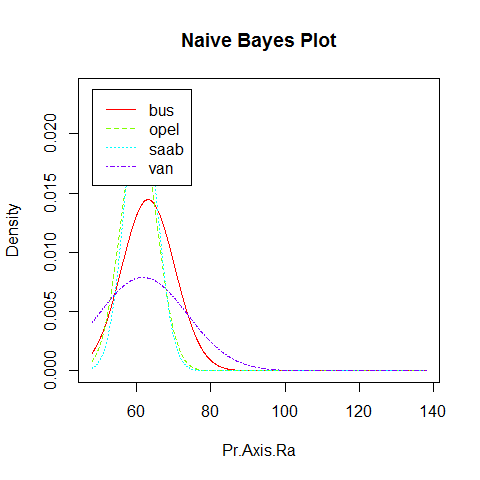 Naive Bayes Plot
bus
opel
saab
van
Density
0.020
0.015
0.010
0.005
0.000
60 80 100 120 140
Pr.Axis.Ra